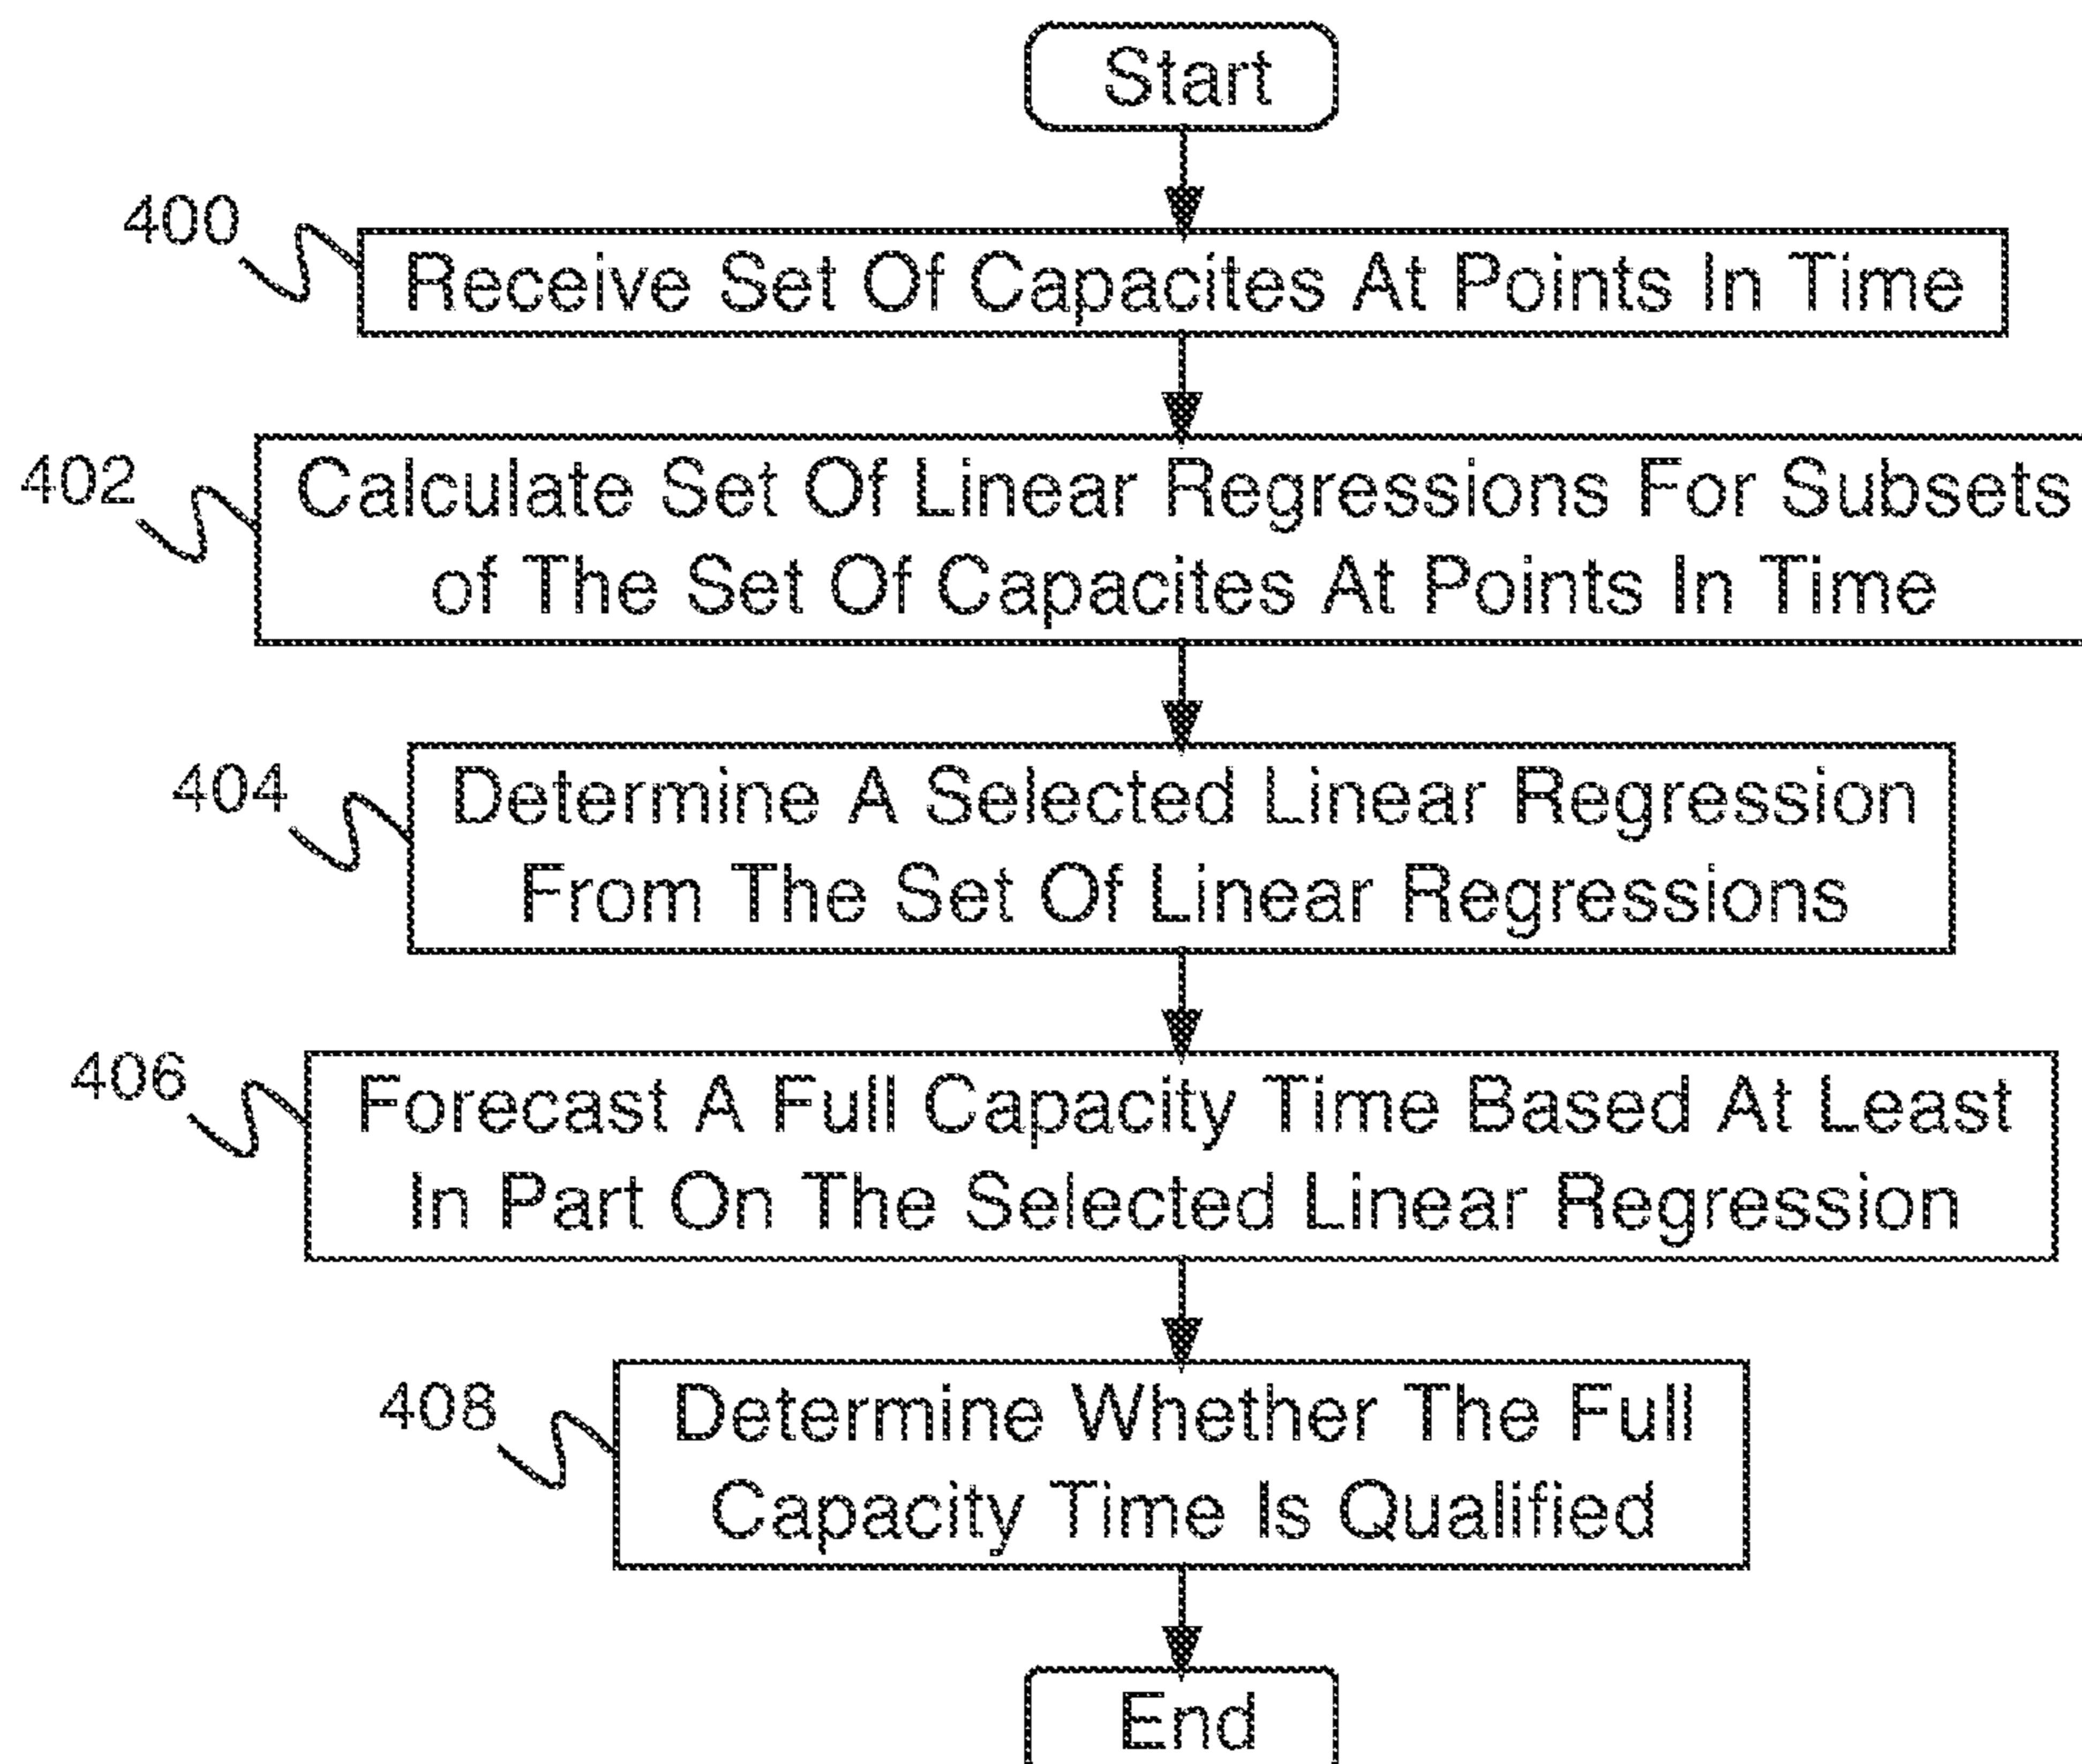 Start
400
Receive Set Of Capacites At Points In Time
402
Calculate Set Of Linear Regressions For Subsets
of The Set Of Capacites At Points In Time
404
Determine A Selected Linear Regression
From The Set Of Linear Regressions
406
Forecast A Full Capacity Time Based At Least
In Part On The Selected Linear Regression
408
Determine Whether The Full
Capacity Time Is Qualified
End